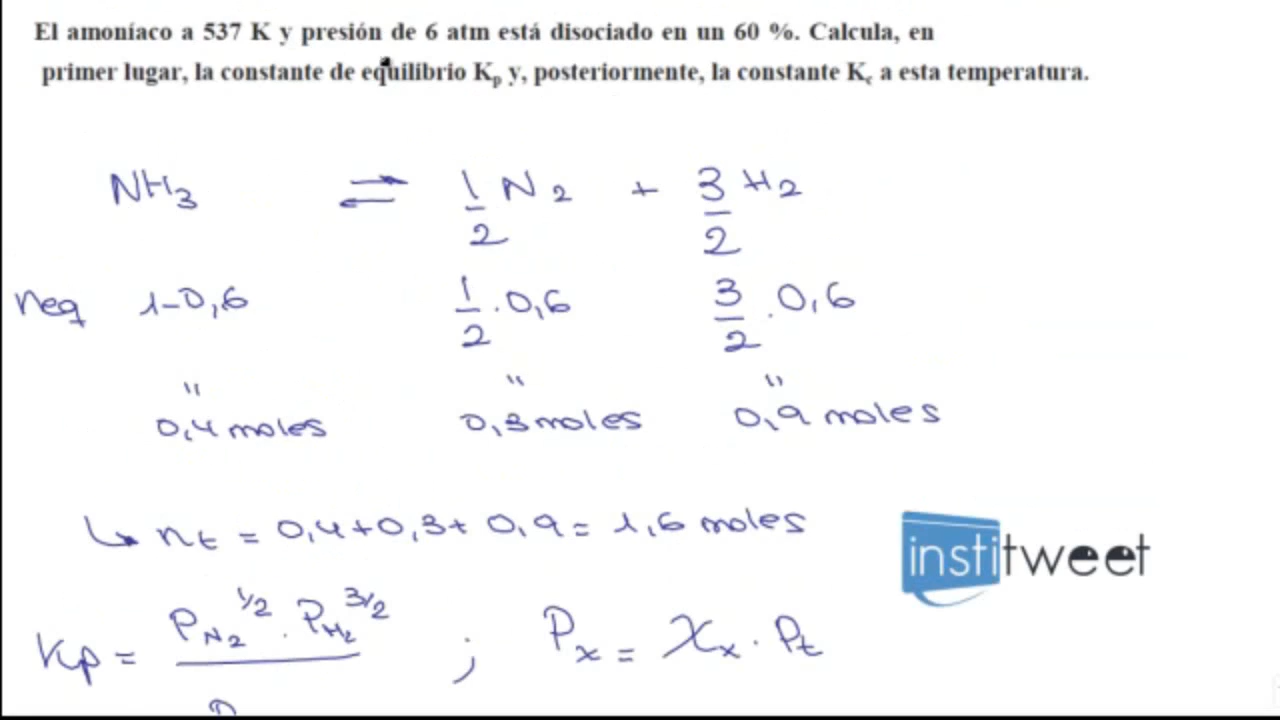 El amoníaco a 537 K y presión de 6 atm está disociado en un 60 %. Calcula, en
primer lugar, la constante de equilibrio Kp y, posteriormente, la constante Kc a esta temperatura.
NH3 ⇌ 1/2 N2 + 3/2 H2
neq 1-0,6 1/2 · 0,6 3/2 · 0,6
" " "
0,4 moles 0,3 moles 0,9 moles
↳ nt = 0,4+0,3+0,9 = 1,6 moles
institweet
Kp = PN2^1/2 · PH2^3/2 / P ; Px = Xx · Pt